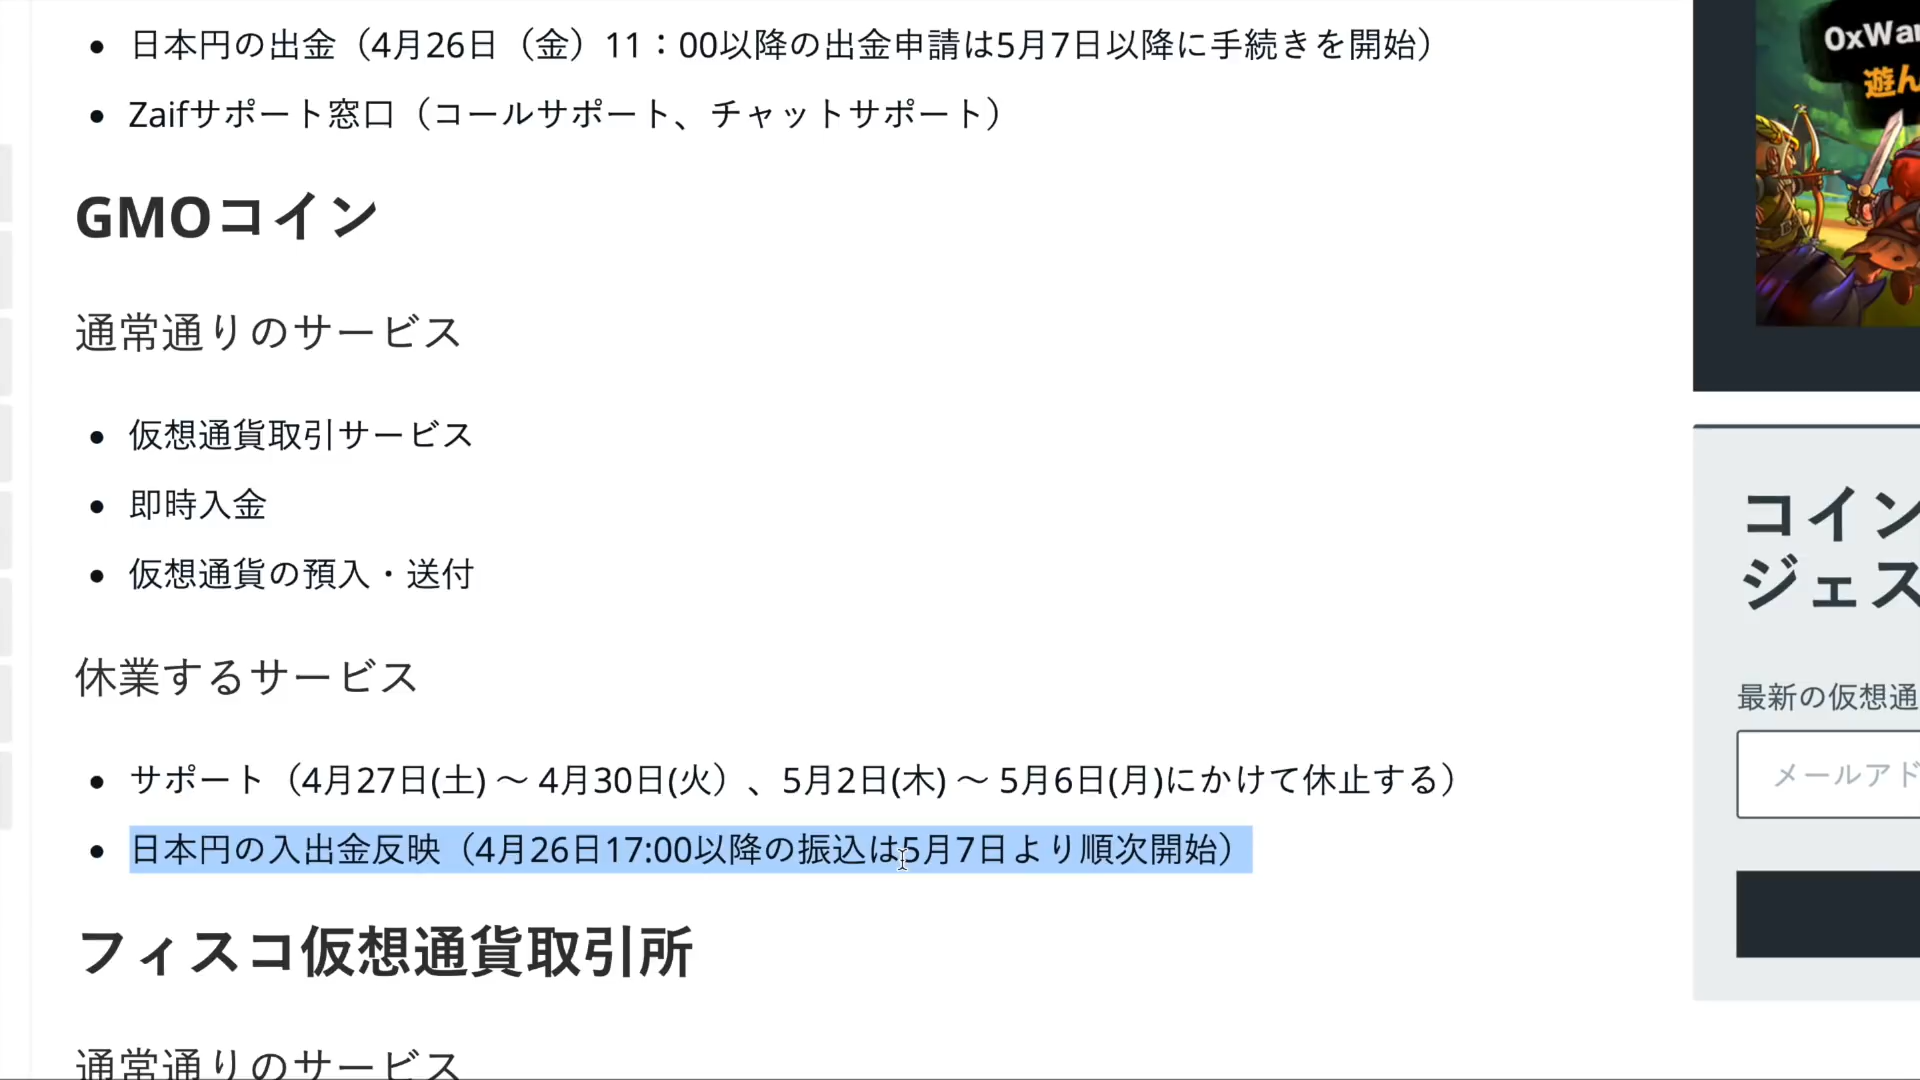 日本円の出金（4月26日（金）11：00以降の出金申請は5月7日以降に手続きを開始）
Zaifサポート窓口（コールサポート、チャットサポート）
GMOコイン
通常通りのサービス
仮想通貨取引サービス
即時入金
仮想通貨の預入・送付
休業するサービス
サポート（4月27日(土) 〜 4月30日(火）、5月2日(木) 〜 5月6日(月)にかけて休止する）
日本円の入出金反映（4月26日17:00以降の振込は5月7日より順次開始）
フィスコ仮想通貨取引所
通常通りのサービス
0xWar
遊ん
コイン
ジェス
最新の仮想通
メールアド